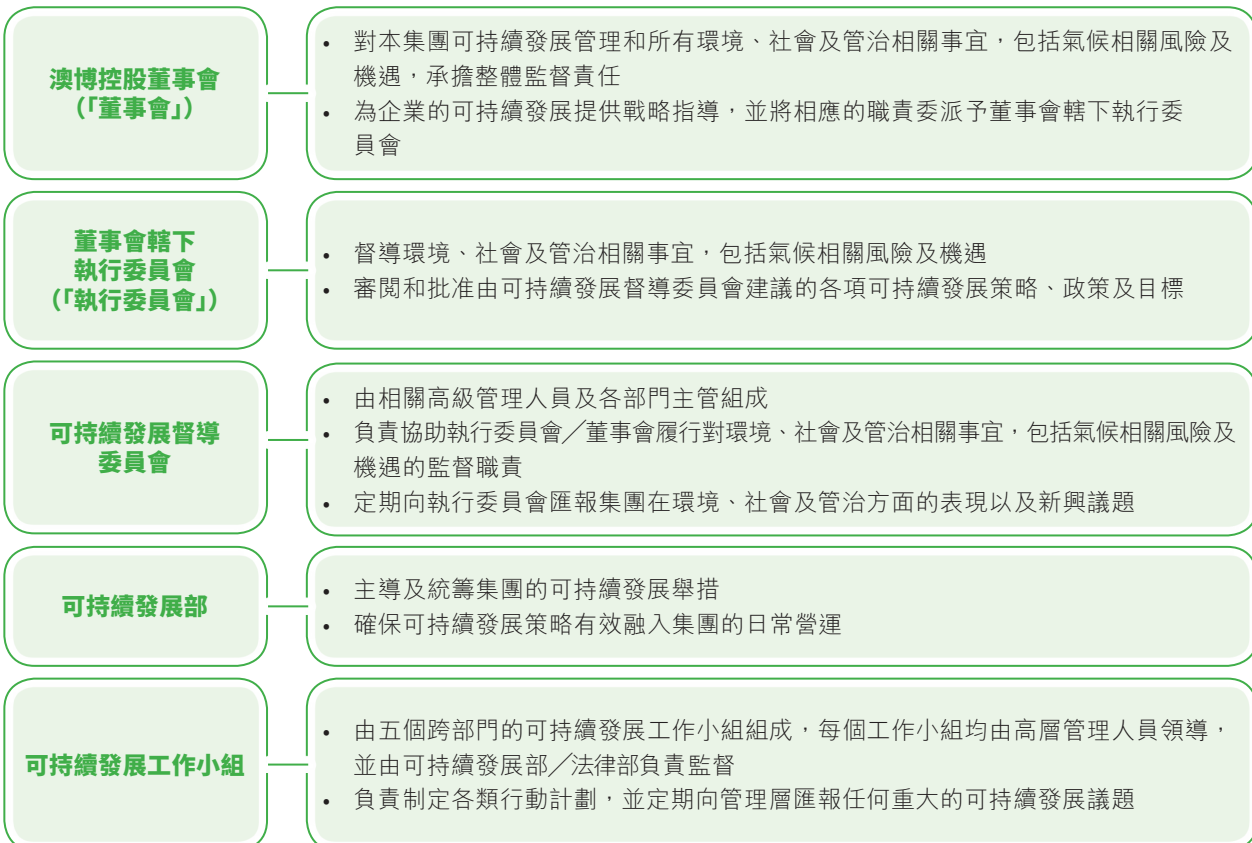 澳博控股董事會
（「董事會」）
• 對本集團可持續發展管理和所有環境、社會及管治相關事宜，包括氣候相關風險及
機遇，承擔整體監督責任
• 為企業的可持續發展提供戰略指導，並將相應的職責委派予董事會轄下執行委
員會
董事會轄下
執行委員會
（「執行委員會」）
• 督導環境、社會及管治相關事宜，包括氣候相關風險及機遇
• 審閱和批准由可持續發展督導委員會建議的各項可持續發展策略、政策及目標
可持續發展督導
委員會
• 由相關高級管理人員及各部門主管組成
• 負責協助執行委員會╱董事會履行對環境、社會及管治相關事宜，包括氣候相關風險及
機遇的監督職責
• 定期向執行委員會匯報集團在環境、社會及管治方面的表現以及新興議題
可持續發展部
• 主導及統籌集團的可持續發展舉措
• 確保可持續發展策略有效融入集團的日常營運
可持續發展工作小組
• 由五個跨部門的可持續發展工作小組組成，每個工作小組均由高層管理人員領導，
並由可持續發展部╱法律部負責監督
• 負責制定各類行動計劃，並定期向管理層匯報任何重大的可持續發展議題